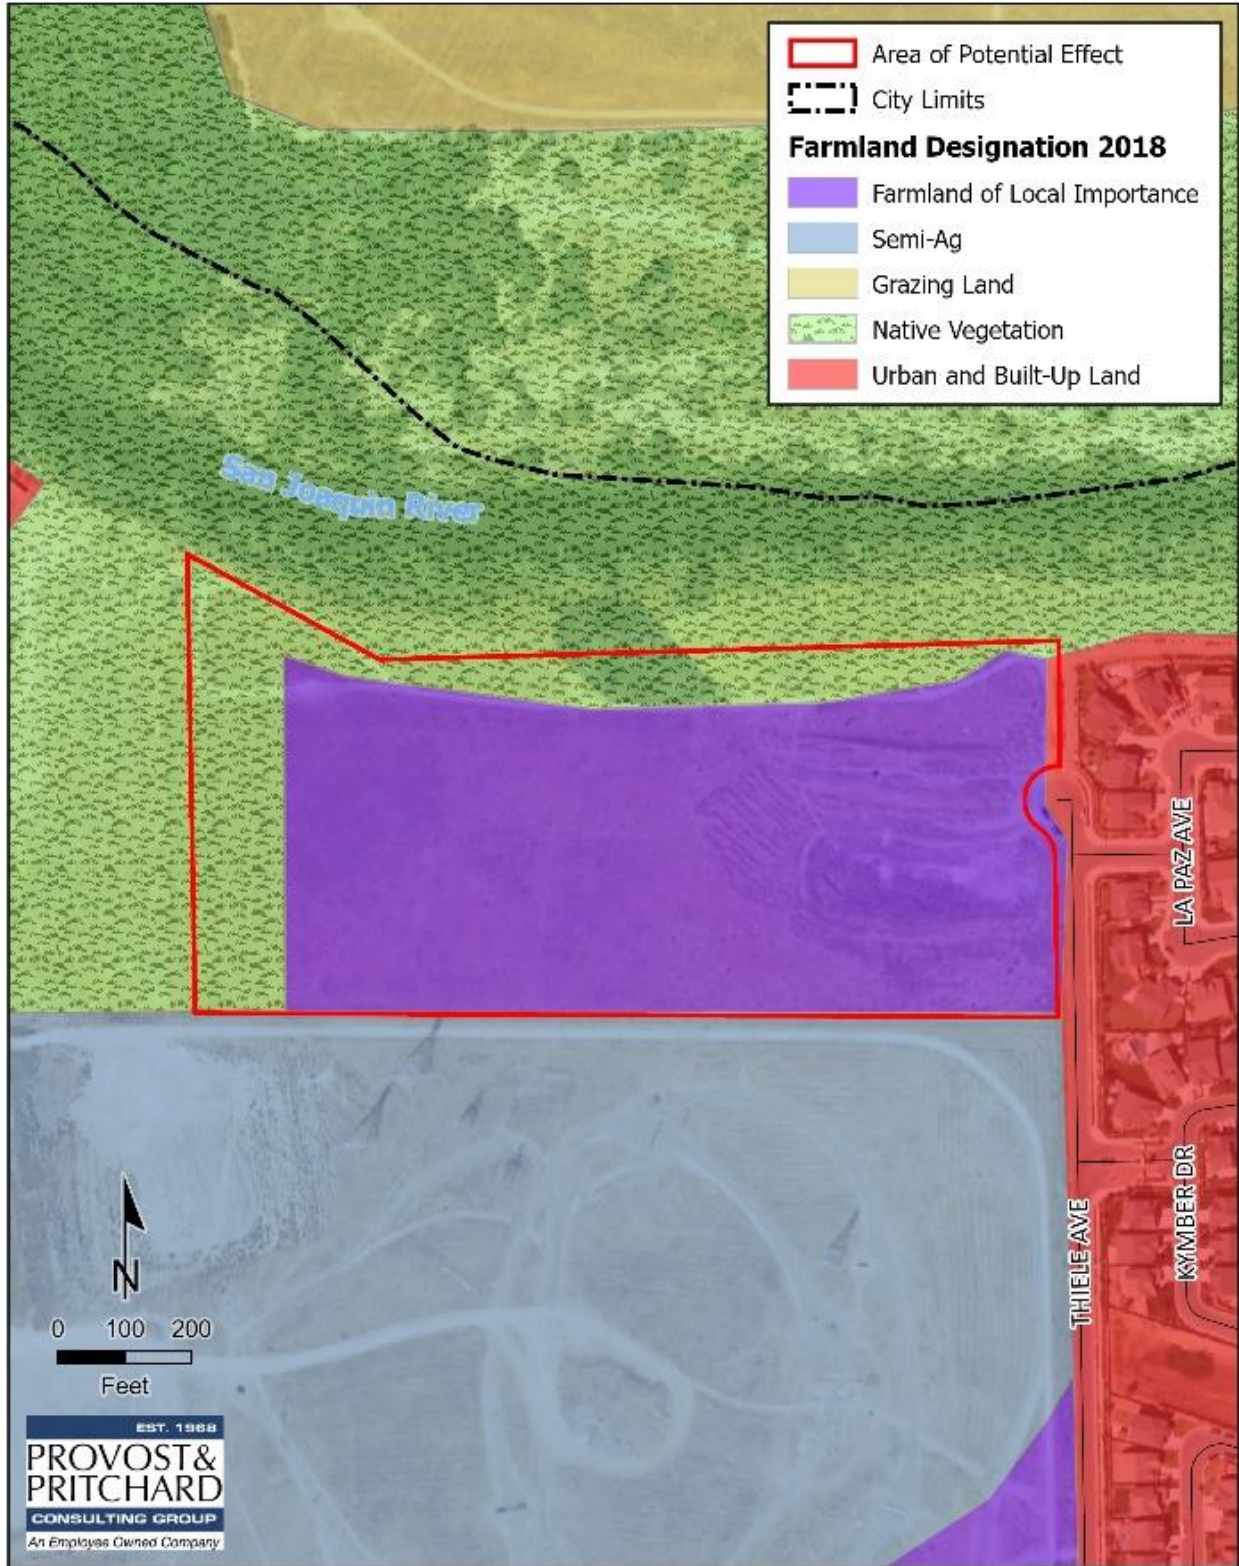 Area of Potential Effect
City Limits
Farmland Designation 2018
Farmland of Local Importance
Semi-Ag
Grazing Land
Native Vegetation
Urban and Built-Up Land
San Joaquin River
LA PAZ AVE
KYMBER DR
THIELE AVE
N
0 100 200
Feet
EST. 1968
PROVOST&
PRITCHARD
CONSULTING GROUP
An Employee Owned Company